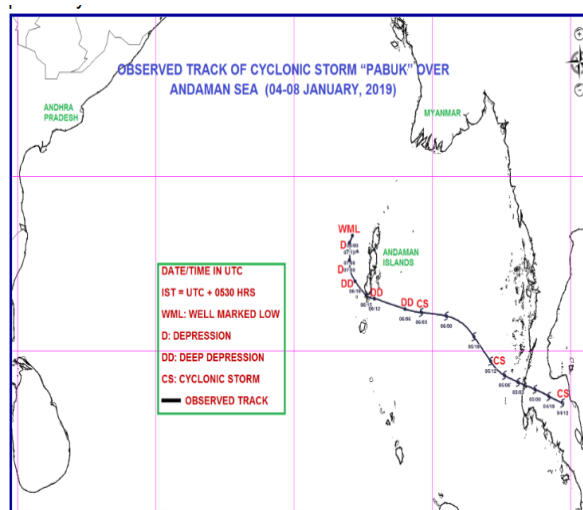 OBSERVED TRACK OF CYCLONIC STORM “PABUK” OVER
ANDAMAN SEA (04-08 JANUARY, 2019)
ANDHRA
PRADESH
MYANMAR
WML
D
ANDAMAN
ISLANDS
D
DD
DD
DD CS
CS
CS
DATE/TIME IN UTC
IST = UTC + 0530 HRS
WML: WELL MARKED LOW
D: DEPRESSION
DD: DEEP DEPRESSION
CS: CYCLONIC STORM
OBSERVED TRACK